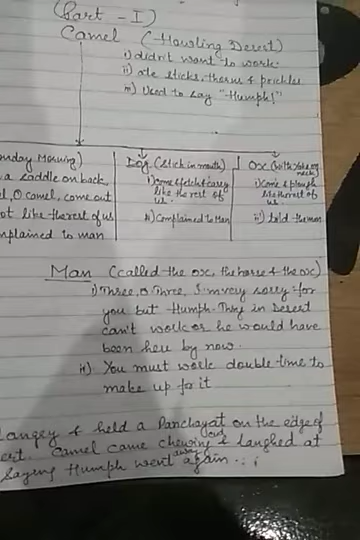 (Part - I)
Camel (Howling Desert)
i) didn't want to work.
ii) ate sticks, thorns & prickles
iii) Used to say "Humph!"
nday Morning)
a saddle on back
el, O camel, come out
ot like the rest of us
mplained to man
Dog (stick in mouth)
i) Come & fetch & carry
like the rest of
us.
ii) Complained to Man
Ox (with yoke on
neck)
i) Come & plough
like the rest of
us.
ii) told the man
Man (called the ox, the horse & the ox)
i) Three, O Three, I'm very sorry for
you but Humph-Thing in Desert
can't work or he would have
been here by now.
ii) You must work double time to
make up for it
angry & held a Panchayat on the edge of
ert. Camel came chewing & laughed at
Saying Humph went away again...